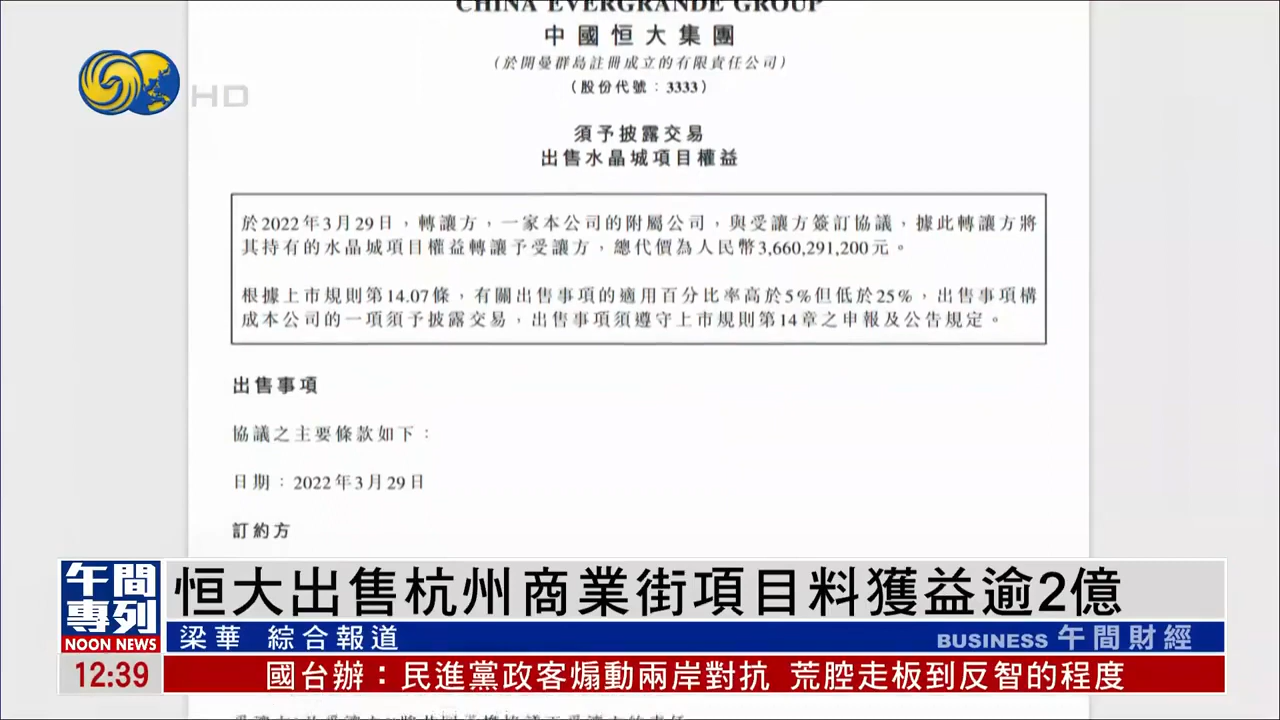 CHINA EVERGRANDE GROUP
中國恒大集團
(於開曼群島註冊成立的有限責任公司)
(股份代號：3333)
HD
須予披露交易
出售水晶城項目權益
於2022年3月29日，轉讓方，一家本公司的附屬公司，與受讓方簽訂協議，據此轉讓方將
其持有的水晶城項目權益轉讓予受讓方，總代價為人民幣3,660,291,200元。
根據上市規則第14.07條，有關出售事項的適用百分比率高於5%但低於25%，出售事項構
成本公司的一項須予披露交易，出售事項須遵守上市規則第14章之申報及公告規定。
出售事項
協議之主要條款如下：
日期：2022年3月29日
訂約方
午間專列
NOON NEWS
恒大出售杭州商業街項目料獲益逾2億
梁華 綜合報道
BUSINESS 午間財經
12:39
國台辦：民進黨政客煽動兩岸對抗 荒腔走板到反智的程度